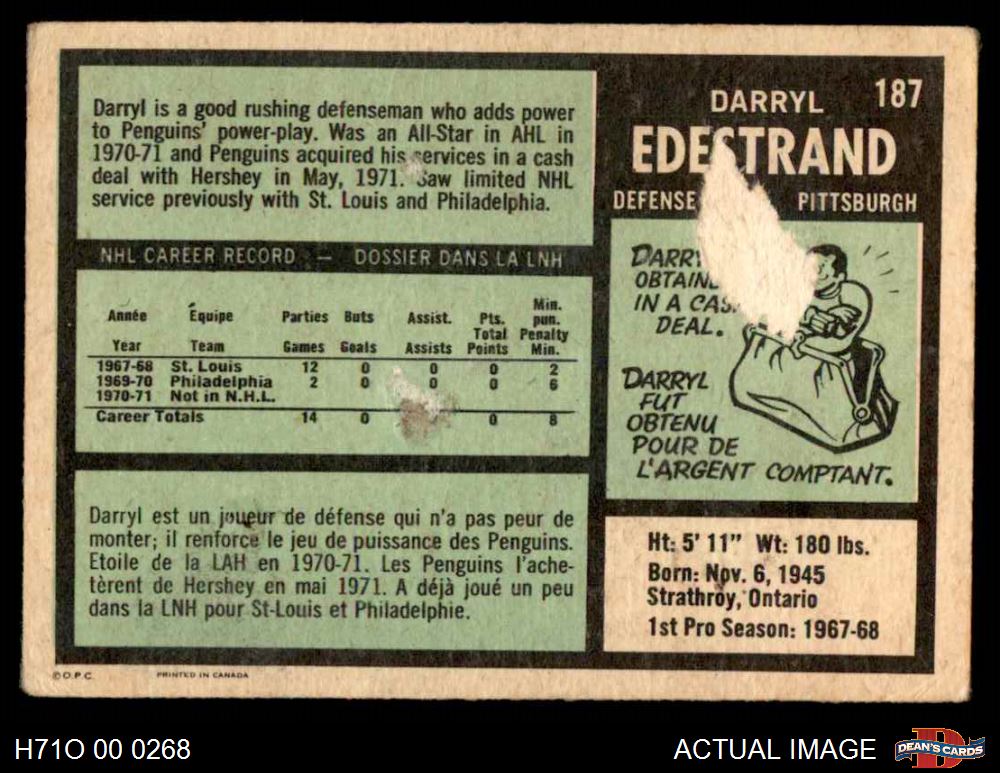 Darryl is a good rushing defenseman who adds power
to Penguins' power-play. Was an All-Star in AHL in
1970-71 and Penguins acquired his services in a cash
deal with Hershey in May, 1971. Saw limited NHL
service previously with St. Louis and Philadelphia.
NHL CAREER RECORD — DOSSIER DANS LA LNH
Année Équipe Parties Buts Assist. Pts. Total Min. pun. Penalty
Year Team Games Goals Assists Points Min.
1967-68 St. Louis 12 0 0 0 2
1969-70 Philadelphia 2 0 0 0 6
1970-71 Not in N.H.L.
Career Totals 14 0 0 8
Darryl est un joueur de défense qui n'a pas peur de
monter; il renforce le jeu de puissance des Penguins.
Etoile de la LAH en 1970-71. Les Penguins l'ache-
tèrent de Hershey en mai 1971. A déjà joué un peu
dans la LNH pour St-Louis et Philadelphie.
©O.P.C. PRINTED IN CANADA
187
DARRYL
EDESTRAND
DEFENSE PITTSBURGH
DARRYL
OBTAINED
IN A CASH
DEAL.
DARRYL
FUT
OBTENU
POUR DE
L'ARGENT COMPTANT.
Ht: 5' 11" Wt: 180 lbs.
Born: Nov. 6, 1945
Strathroy, Ontario
1st Pro Season: 1967-68
H71O 00 0268
ACTUAL IMAGE
D
DEAN'S CARDS